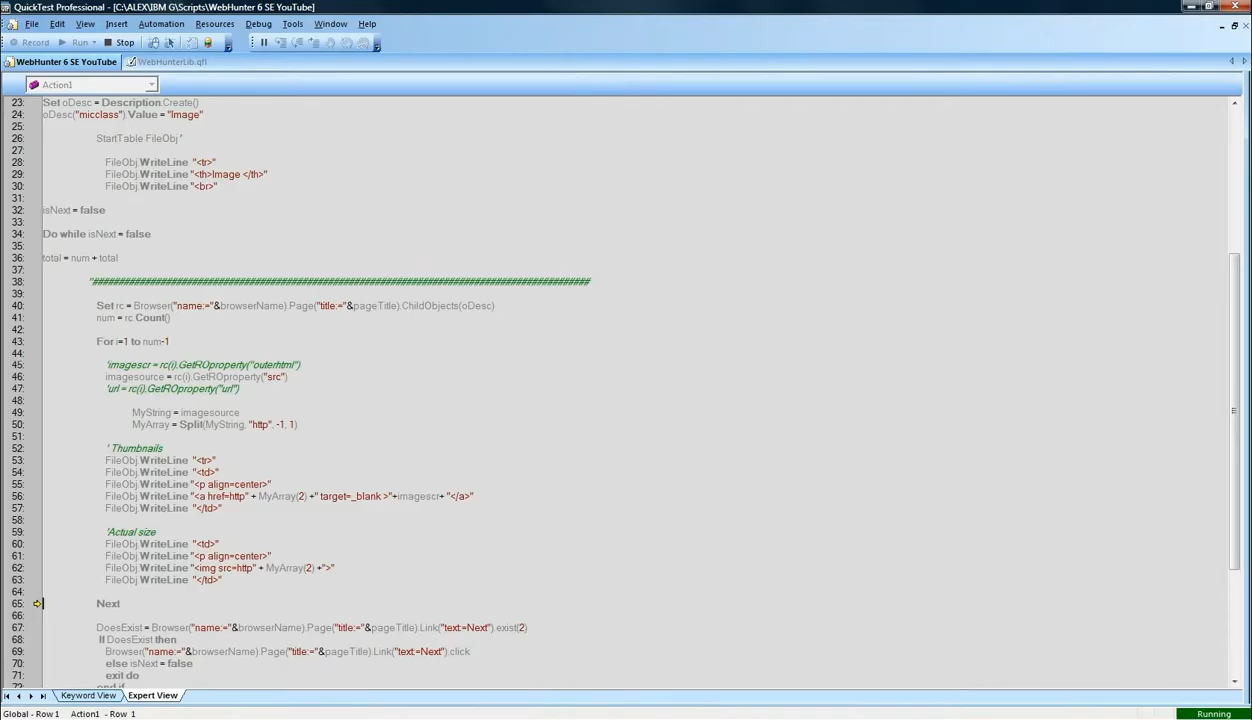 QuickTest Professional - [C:\ALEX\IBM G\Scripts\WebHunter 6 SE YouTube]
File Edit View Insert Automation Resources Debug Tools Window Help
Record Run Stop
WebHunter 6 SE YouTube WebHunterLib.qfl
Action1
23: Set oDesc = Description.Create()
24: oDesc("micclass").Value = "Image"
25:
26: StartTable FileObj '
27:
28: FileObj.WriteLine "<tr>"
29: FileObj.WriteLine "<th>Image </th>"
30: FileObj.WriteLine "<br>"
31:
32: isNext = false
33:
34: Do while isNext = false
35:
36: total = num + total
37:
38: "###########################################################################################
39:
40: Set rc = Browser("name:="&browserName).Page("title:="&pageTitle).ChildObjects(oDesc)
41: num = rc.Count()
42:
43: For i=1 to num-1
44:
45: 'imagescr = rc(i).GetROproperty("outerhtml")
46: imagesource = rc(i).GetROproperty("src")
47: 'url = rc(i).GetROproperty("url")
48:
49: MyString = imagesource
50: MyArray = Split(MyString, "http", -1, 1)
51:
52: ' Thumbnails
53: FileObj.WriteLine "<tr>"
54: FileObj.WriteLine "<td>"
55: FileObj.WriteLine "<p align=center>"
56: FileObj.WriteLine "<a href=http" + MyArray(2) +" target=_blank >"+imagescr+ "</a>"
57: FileObj.WriteLine "</td>"
58:
59: 'Actual size
60: FileObj.WriteLine "<td>"
61: FileObj.WriteLine "<p align=center>"
62: FileObj.WriteLine "<img src=http" + MyArray(2) +">"
63: FileObj.WriteLine "</td>"
64:
65: Next
66:
67: DoesExist = Browser("name:="&browserName).Page("title:="&pageTitle).Link("text:=Next").exist(2)
68: If DoesExist then
69: Browser("name:="&browserName).Page("title:="&pageTitle).Link("text:=Next").click
70: else isNext = false
71: exit do
72: end if
Keyword View Expert View
Global - Row 1 Action1 - Row 1 Running